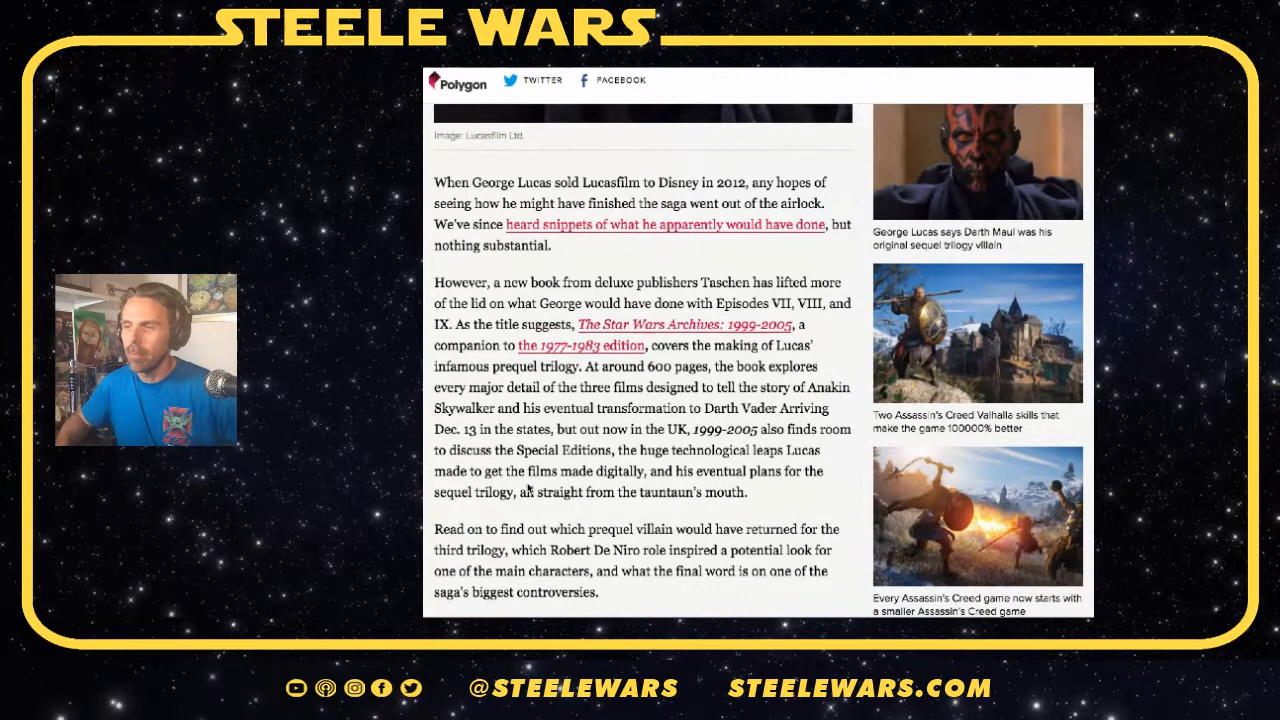 STEELE WARS
Polygon
TWITTER
FACEBOOK
Image: Lucasfilm Ltd.
When George Lucas sold Lucasfilm to Disney in 2012, any hopes of
seeing how he might have finished the saga went out of the airlock.
We've since heard snippets of what he apparently would have done, but
nothing substantial.
However, a new book from deluxe publishers Taschen has lifted more
of the lid on what George would have done with Episodes VII, VIII, and
IX. As the title suggests, The Star Wars Archives: 1999-2005, a
companion to the 1977-1983 edition, covers the making of Lucas'
infamous prequel trilogy. At around 600 pages, the book explores
every major detail of the three films designed to tell the story of Anakin
Skywalker and his eventual transformation to Darth Vader Arriving
Dec. 13 in the states, but out now in the UK, 1999-2005 also finds room
to discuss the Special Editions, the huge technological leaps Lucas
made to get the films made digitally, and his eventual plans for the
sequel trilogy, all straight from the tauntaun's mouth.
Read on to find out which prequel villain would have returned for the
third trilogy, which Robert De Niro role inspired a potential look for
one of the main characters, and what the final word is on one of the
saga's biggest controversies.
George Lucas says Darth Maul was his
original sequel trilogy villain
Two Assassin's Creed Valhalla skills that
make the game 100000% better
Every Assassin's Creed game now starts with
a smaller Assassin's Creed game
@STEELEWARS
STEELEWARS.COM